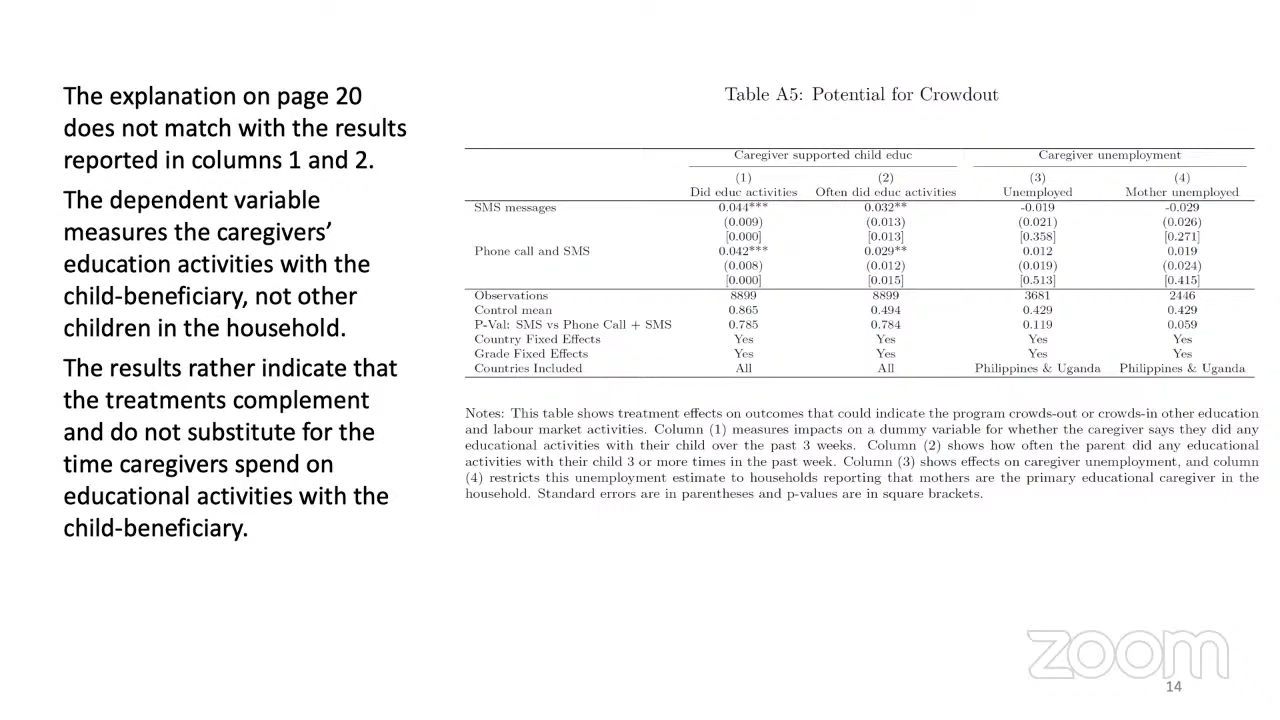 The explanation on page 20
does not match with the results
reported in columns 1 and 2.
The dependent variable
measures the caregivers’
education activities with the
child-beneficiary, not other
children in the household.
The results rather indicate that
the treatments complement
and do not substitute for the
time caregivers spend on
educational activities with the
child-beneficiary.
Table A5: Potential for Crowdout
Caregiver supported child educ Caregiver unemployment
(1) (2) (3) (4)
Did educ activities Often did educ activities Unemployed Mother unemployed
SMS messages 0.044*** 0.032** -0.019 -0.029
(0.009) (0.013) (0.021) (0.026)
[0.000] [0.013] [0.358] [0.271]
Phone call and SMS 0.042*** 0.029** 0.012 0.019
(0.008) (0.012) (0.019) (0.024)
[0.000] [0.015] [0.513] [0.415]
Observations 8899 8899 3681 2446
Control mean 0.865 0.494 0.429 0.429
P-Val: SMS vs Phone Call + SMS 0.785 0.784 0.119 0.059
Country Fixed Effects Yes Yes Yes Yes
Grade Fixed Effects Yes Yes Yes Yes
Countries Included All All Philippines & Uganda Philippines & Uganda
Notes: This table shows treatment effects on outcomes that could indicate the program crowds-out or crowds-in other education
and labour market activities. Column (1) measures impacts on a dummy variable for whether the caregiver says they did any
educational activities with their child over the past 3 weeks. Column (2) shows how often the parent did any educational
activities with their child 3 or more times in the past week. Column (3) shows effects on caregiver unemployment, and column
(4) restricts this unemployment estimate to households reporting that mothers are the primary educational caregiver in the
household. Standard errors are in parentheses and p-values are in square brackets.
zoom
14